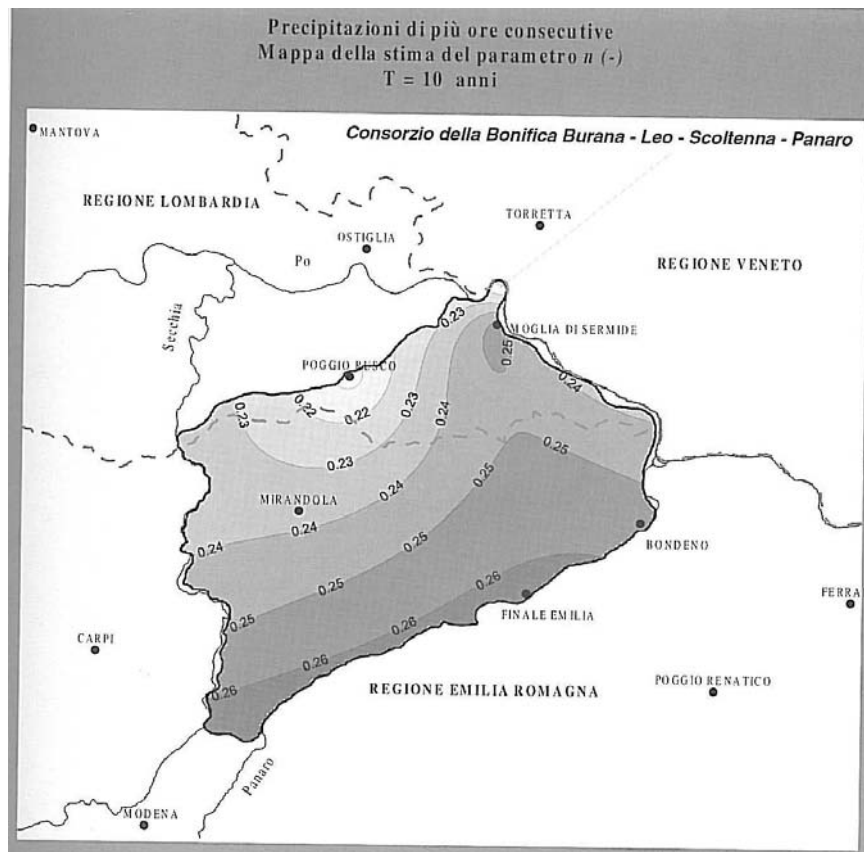 Precipitazioni di più ore consecutive
Mappa della stima del parametro n (-)
T = 10 anni
MANTOVA
Consorzio della Bonifica Burana - Leo - Scoltenna - Panaro
REGIONE LOMBARDIA
TORRETTA
OSTIGLIA
Po
REGIONE VENETO
Secchia
0.23
MOGLIA DI SERMIDE
0.25
POGGIO RUSCO
0.24
0.23
0.22
0.22
0.23
0.24
0.23
0.25
0.25
0.24
MIRANDOLA
0.24
0.25
BONDENO
0.24
0.25
0.26
FERRA
FINALE EMILIA
0.25
0.26
CARPI
0.26
POGGIO RENATICO
REGIONE EMILIA ROMAGNA
0.26
Panaro
MODENA